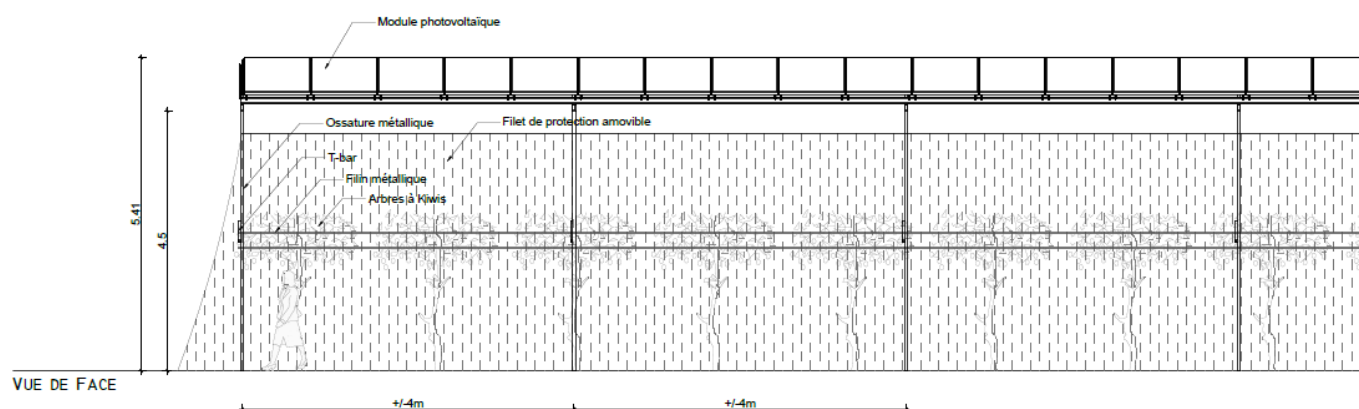 Module photovoltaïque
Ossature métallique
Filet de protection amovible
T-bar
Filin métallique
Arbres à Kiwis
5.41
4.5
VUE DE FACE
+/-4m
+/-4m